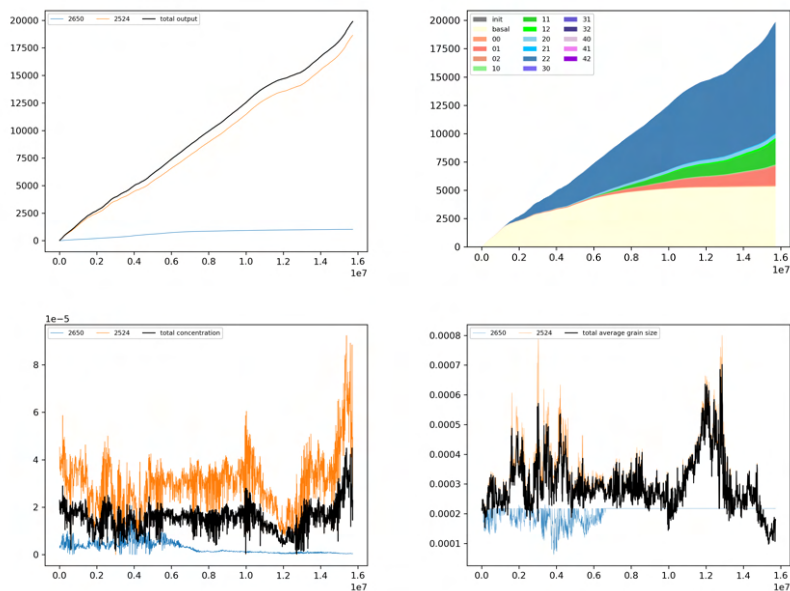 2650 2524 total output
20000
17500
15000
12500
10000
7500
5000
2500
0
0.0 0.2 0.4 0.6 0.8 1.0 1.2 1.4 1.6
1e7
init 11 31
basal 12 32
00 20 40
01 21 41
02 22 42
10 30
20000
17500
15000
12500
10000
7500
5000
2500
0
0.0 0.2 0.4 0.6 0.8 1.0 1.2 1.4 1.6
1e7
1e−5
2650 2524 total concentration
8
6
4
2
0
0.0 0.2 0.4 0.6 0.8 1.0 1.2 1.4 1.6
1e7
2650 2524 total average grain size
0.0008
0.0007
0.0006
0.0005
0.0004
0.0003
0.0002
0.0001
0.0 0.2 0.4 0.6 0.8 1.0 1.2 1.4 1.6
1e7